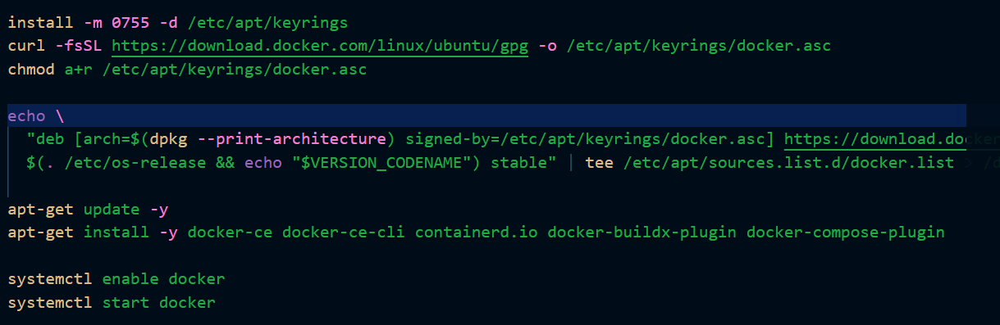 install -m 0755 -d /etc/apt/keyrings
curl -fsSL https://download.docker.com/linux/ubuntu/gpg -o /etc/apt/keyrings/docker.asc
chmod a+r /etc/apt/keyrings/docker.asc
echo \
"deb [arch=$(dpkg --print-architecture) signed-by=/etc/apt/keyrings/docker.asc] https://download.docker
$(. /etc/os-release && echo "$VERSION_CODENAME") stable" | tee /etc/apt/sources.list.d/docker.list > /d
apt-get update -y
apt-get install -y docker-ce docker-ce-cli containerd.io docker-buildx-plugin docker-compose-plugin
systemctl enable docker
systemctl start docker